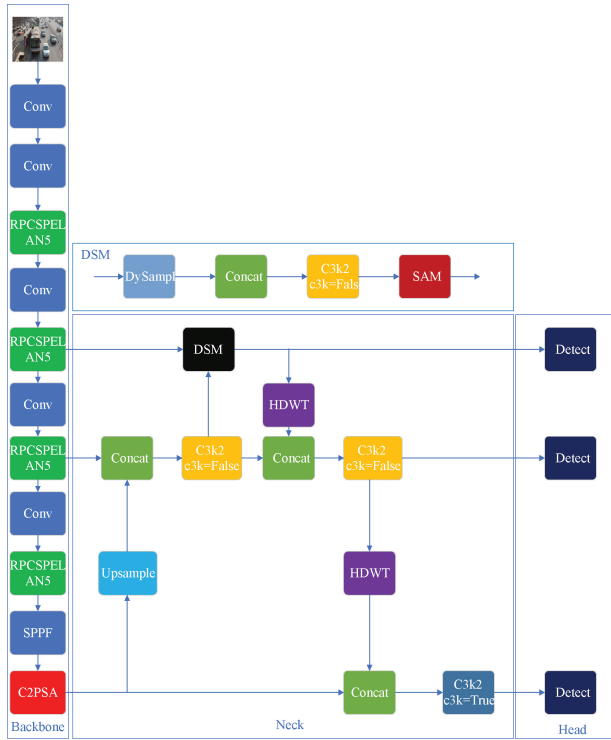 Conv
Conv
RPCSPEL
AN5
Conv
RPCSPEL
AN5
Conv
RPCSPEL
AN5
Conv
RPCSPEL
AN5
SPPF
C2PSA
Backbone
DSM
DySampl
Concat
C3k2
c3k=Fals
SAM
DSM
HDWT
Concat
C3k2
c3k=False
Concat
C3k2
c3k=False
Upsample
HDWT
Concat
C3k2
c3k=True
Neck
Detect
Detect
Detect
Head